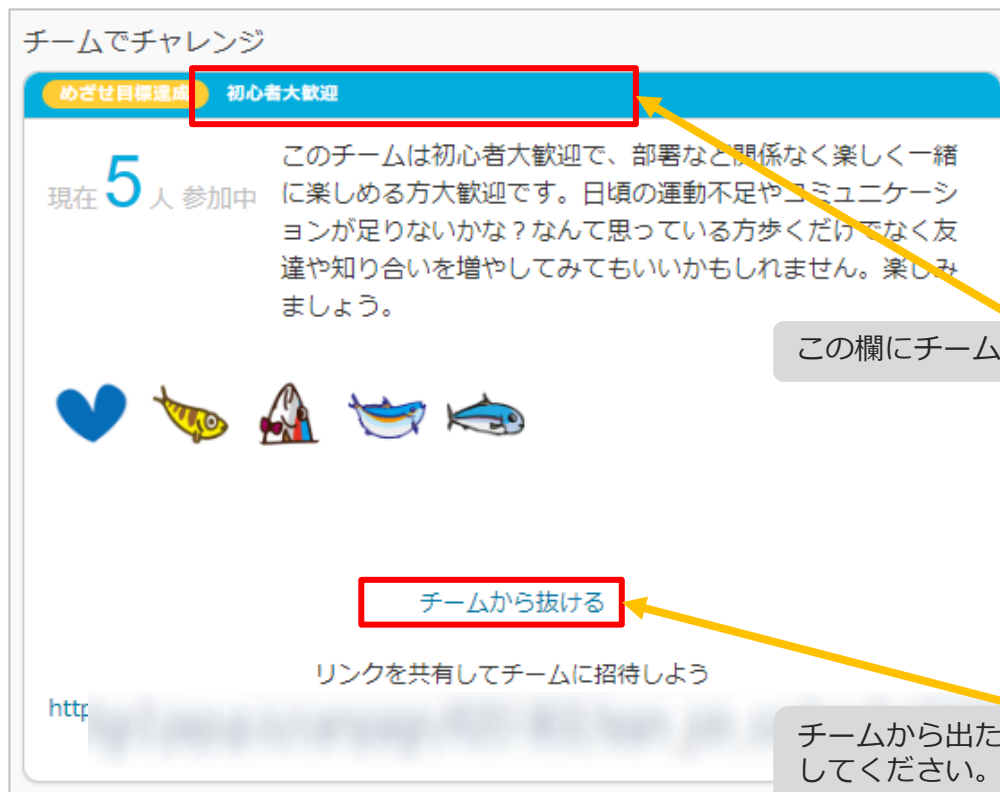 チームでチャレンジ
めざせ目標達成 初心者大歓迎
現在 5 人 参加中
このチームは初心者大歓迎で、部署など関係なく楽しく一緒
に楽しめる方大歓迎です。日頃の運動不足やコミュニケーシ
ョンが足りないかな？なんて思っている方歩くだけでなく友
達や知り合いを増やしてみてもいいかもしれません。楽しみ
ましょう。
この欄にチーム
チームから抜ける
リンクを共有してチームに招待しよう
http
チームから出た
してください。